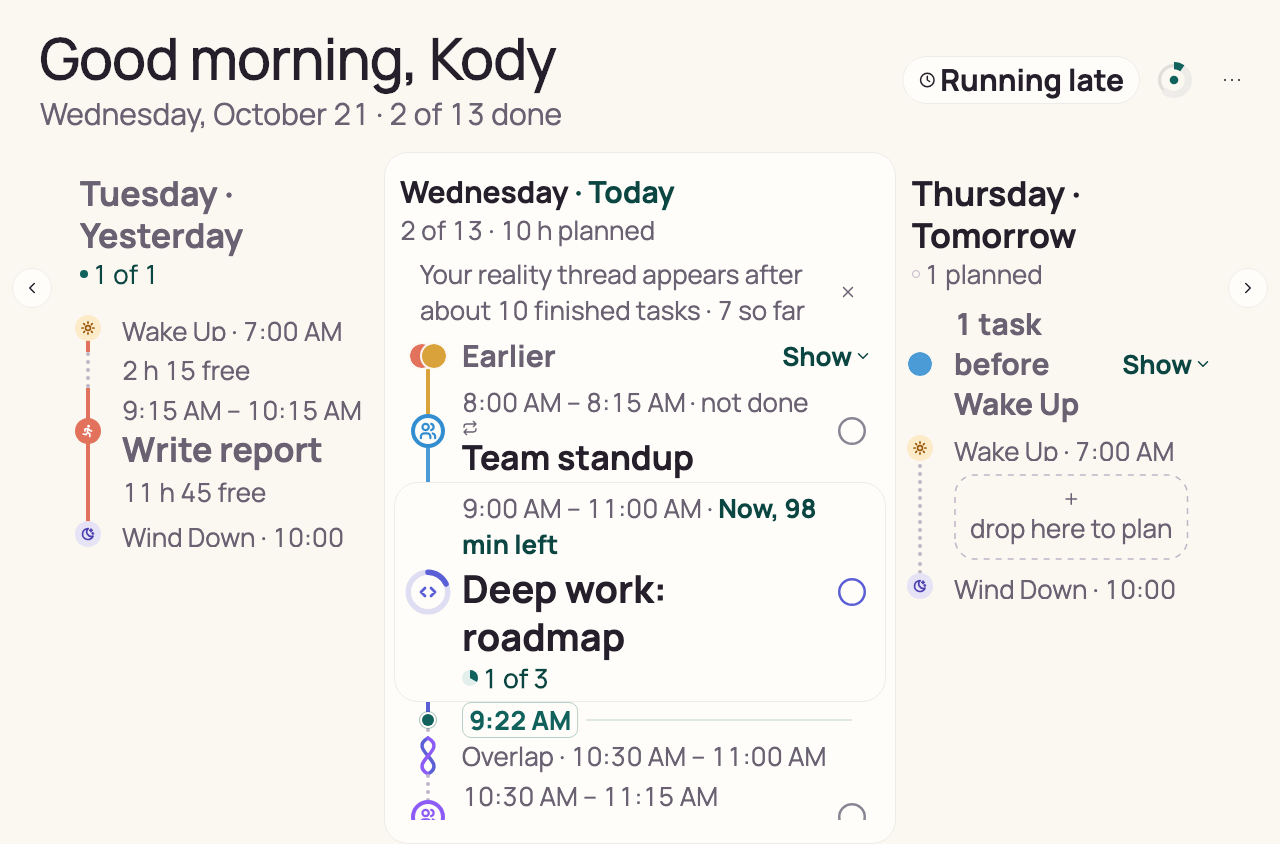 Good morning, Kody
Wednesday, October 21 · 2 of 13 done
Running late
Tuesday ·
Yesterday
1 of 1
Wake Up · 7:00 AM
2 h 15 free
9:15 AM – 10:15 AM
Write report
11 h 45 free
Wind Down · 10:00
Wednesday · Today
2 of 13 · 10 h planned
Your reality thread appears after
about 10 finished tasks · 7 so far
Earlier
Show
8:00 AM – 8:15 AM · not done
Team standup
9:00 AM – 11:00 AM · Now, 98
min left
Deep work:
roadmap
1 of 3
9:22 AM
Overlap · 10:30 AM – 11:00 AM
10:30 AM – 11:15 AM
Thursday ·
Tomorrow
1 planned
1 task
before
Wake Up
Show
Wake Up · 7:00 AM
+
drop here to plan
Wind Down · 10:00